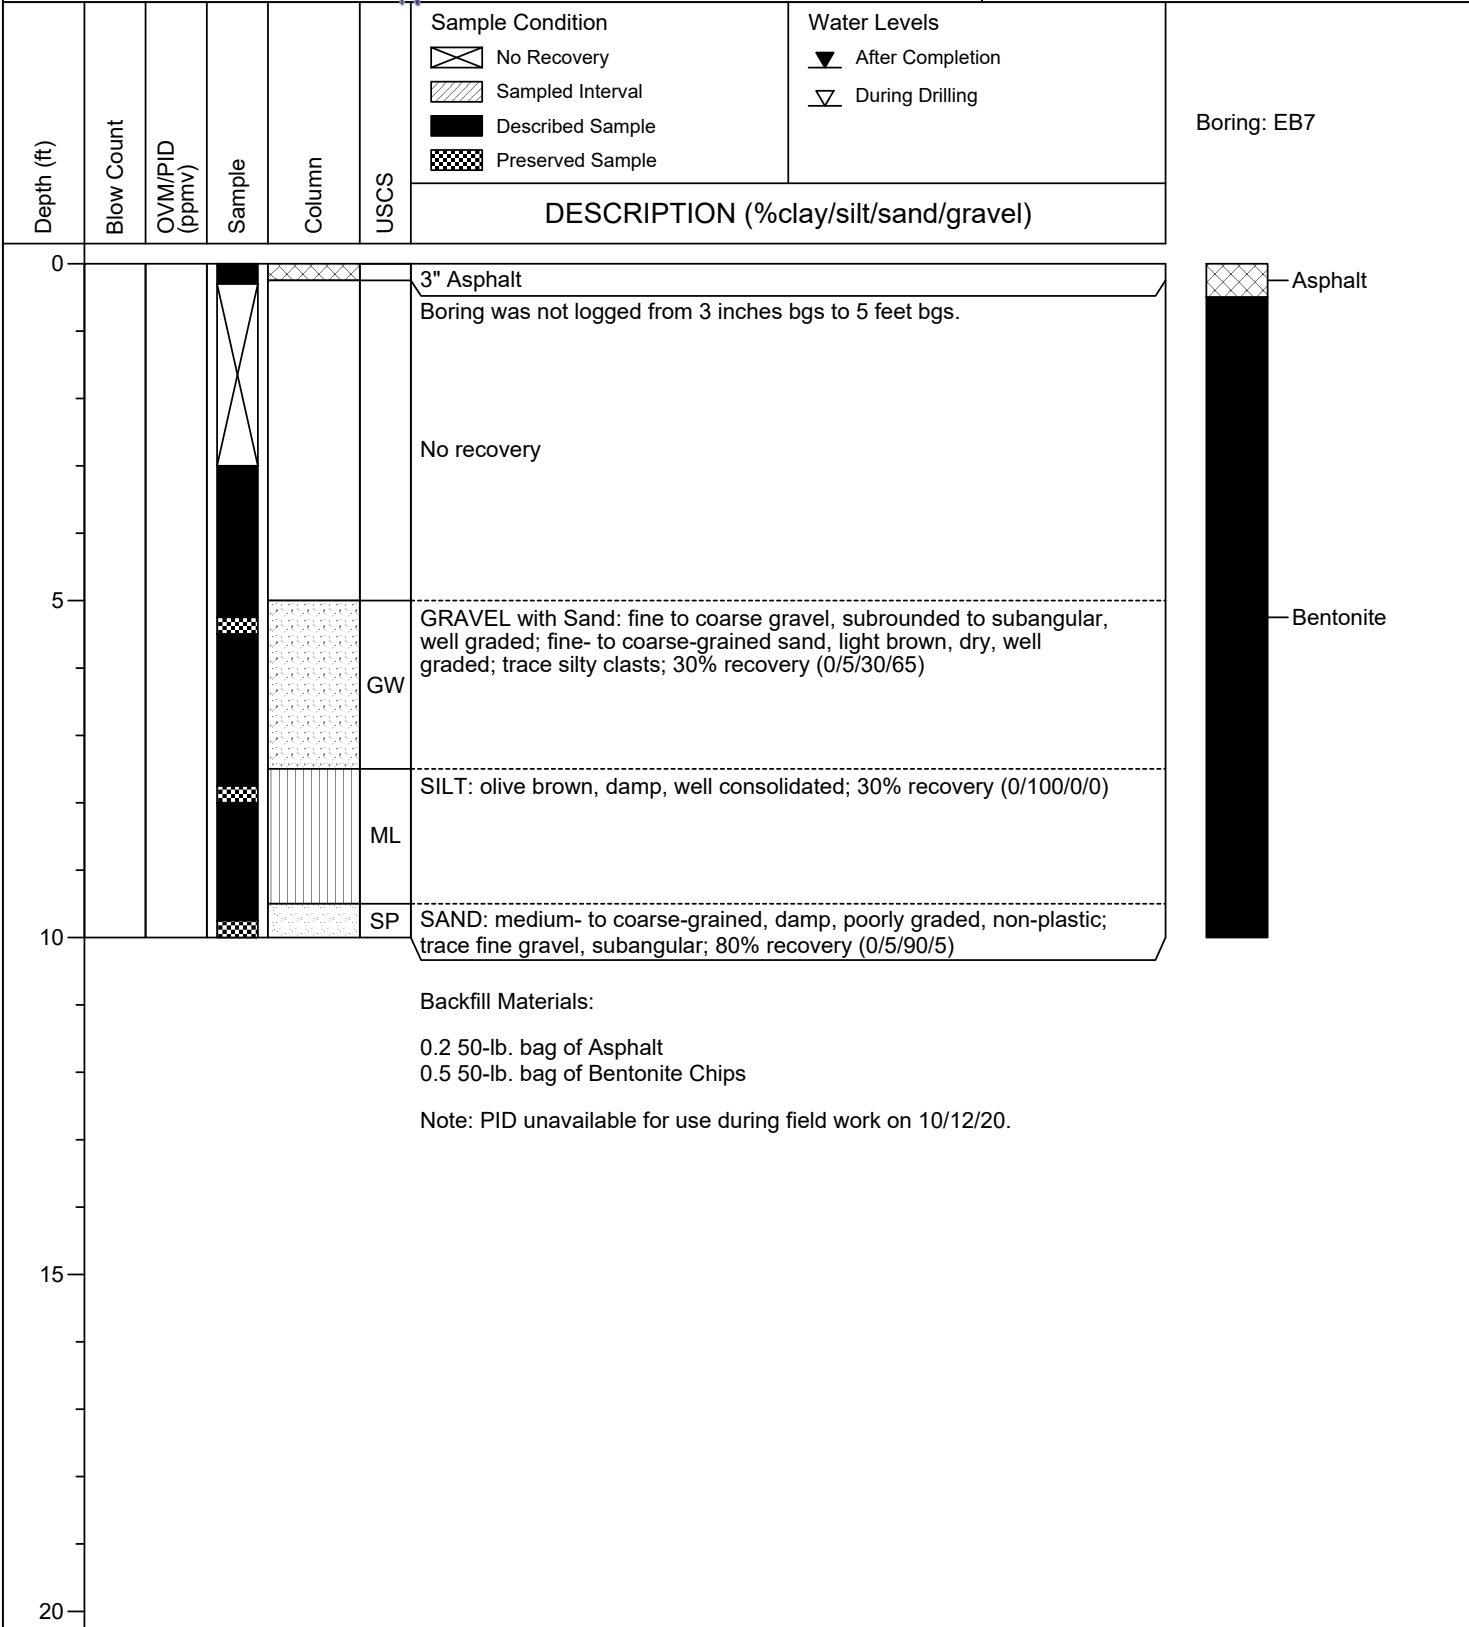 Sample Condition
No Recovery
Sampled Interval
Described Sample
Preserved Sample
Water Levels
After Completion
During Drilling
Boring: EB7
Depth (ft)
Blow Count
OVM/PID
(ppmv)
Sample
Column
USCS
DESCRIPTION (%clay/silt/sand/gravel)
0
3" Asphalt
Asphalt
Boring was not logged from 3 inches bgs to 5 feet bgs.
No recovery
5
GRAVEL with Sand: fine to coarse gravel, subrounded to subangular,
well graded; fine- to coarse-grained sand, light brown, dry, well
graded; trace silty clasts; 30% recovery (0/5/30/65)
Bentonite
GW
SILT: olive brown, damp, well consolidated; 30% recovery (0/100/0/0)
ML
SP
SAND: medium- to coarse-grained, damp, poorly graded, non-plastic;
trace fine gravel, subangular; 80% recovery (0/5/90/5)
10
Backfill Materials:
0.2 50-lb. bag of Asphalt
0.5 50-lb. bag of Bentonite Chips
Note: PID unavailable for use during field work on 10/12/20.
15
20